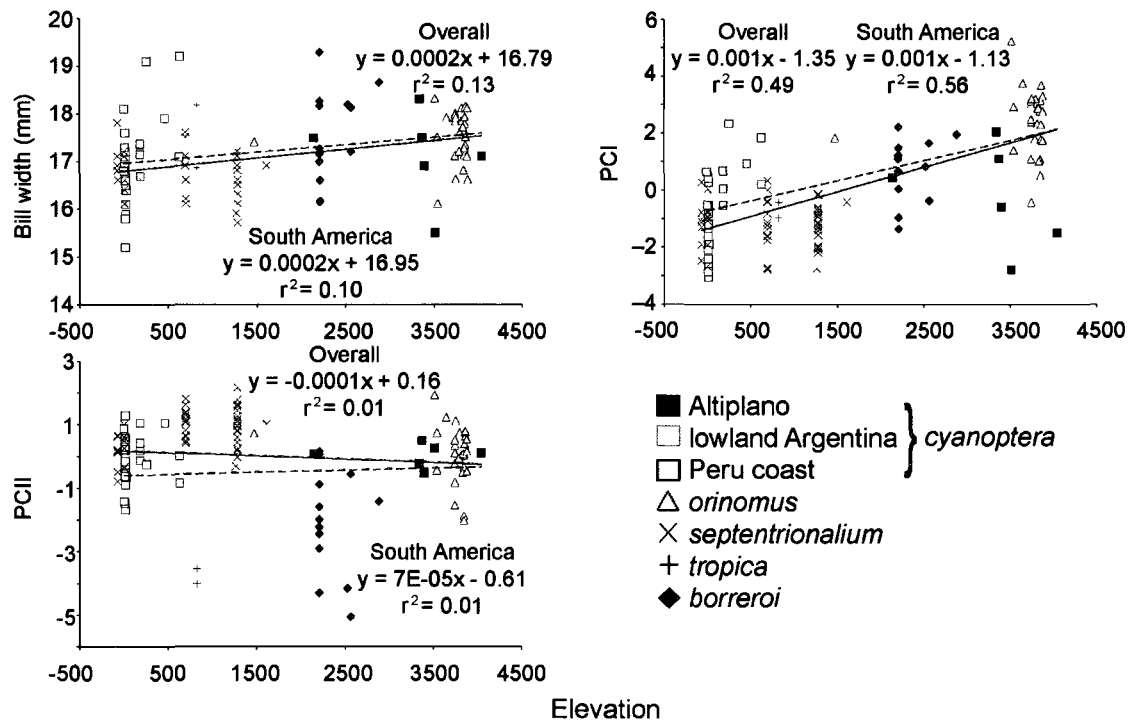 20
19
18
17
16
15
14
Bill width (mm)
Overall
y = 0.0002x + 16.79
r² = 0.13
South America
y = 0.0002x + 16.95
r² = 0.10
-500 500 1500 2500 3500 4500
6
4
2
0
-2
-4
PCI
Overall
y = 0.001x - 1.35
r² = 0.49
South America
y = 0.001x - 1.13
r² = 0.56
-500 500 1500 2500 3500 4500
3
1
-1
-3
-5
PCII
Overall
y = -0.0001x + 0.16
r² = 0.01
South America
y = 7E-05x - 0.61
r² = 0.01
-500 500 1500 2500 3500 4500
Altiplano
lowland Argentina
Peru coast
cyanoptera
orinomus
septentrionalium
tropica
borreroi
Elevation